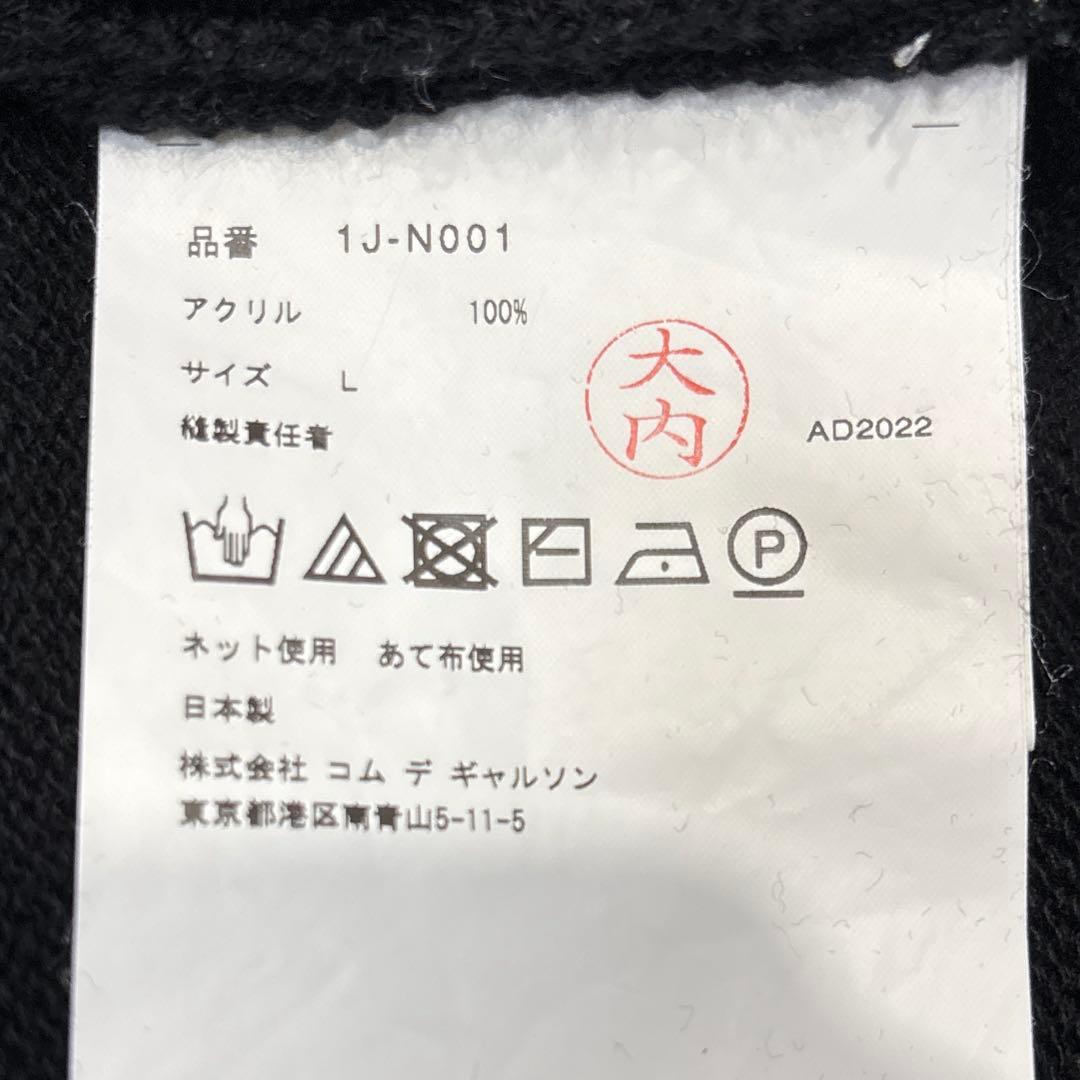 品番 1J-N001
アクリル 100%
サイズ L
縫製責任者
大内
AD2022
P
ネット使用 あて布使用
日本製
株式会社 コム デ ギャルソン
東京都港区南青山5-11-5